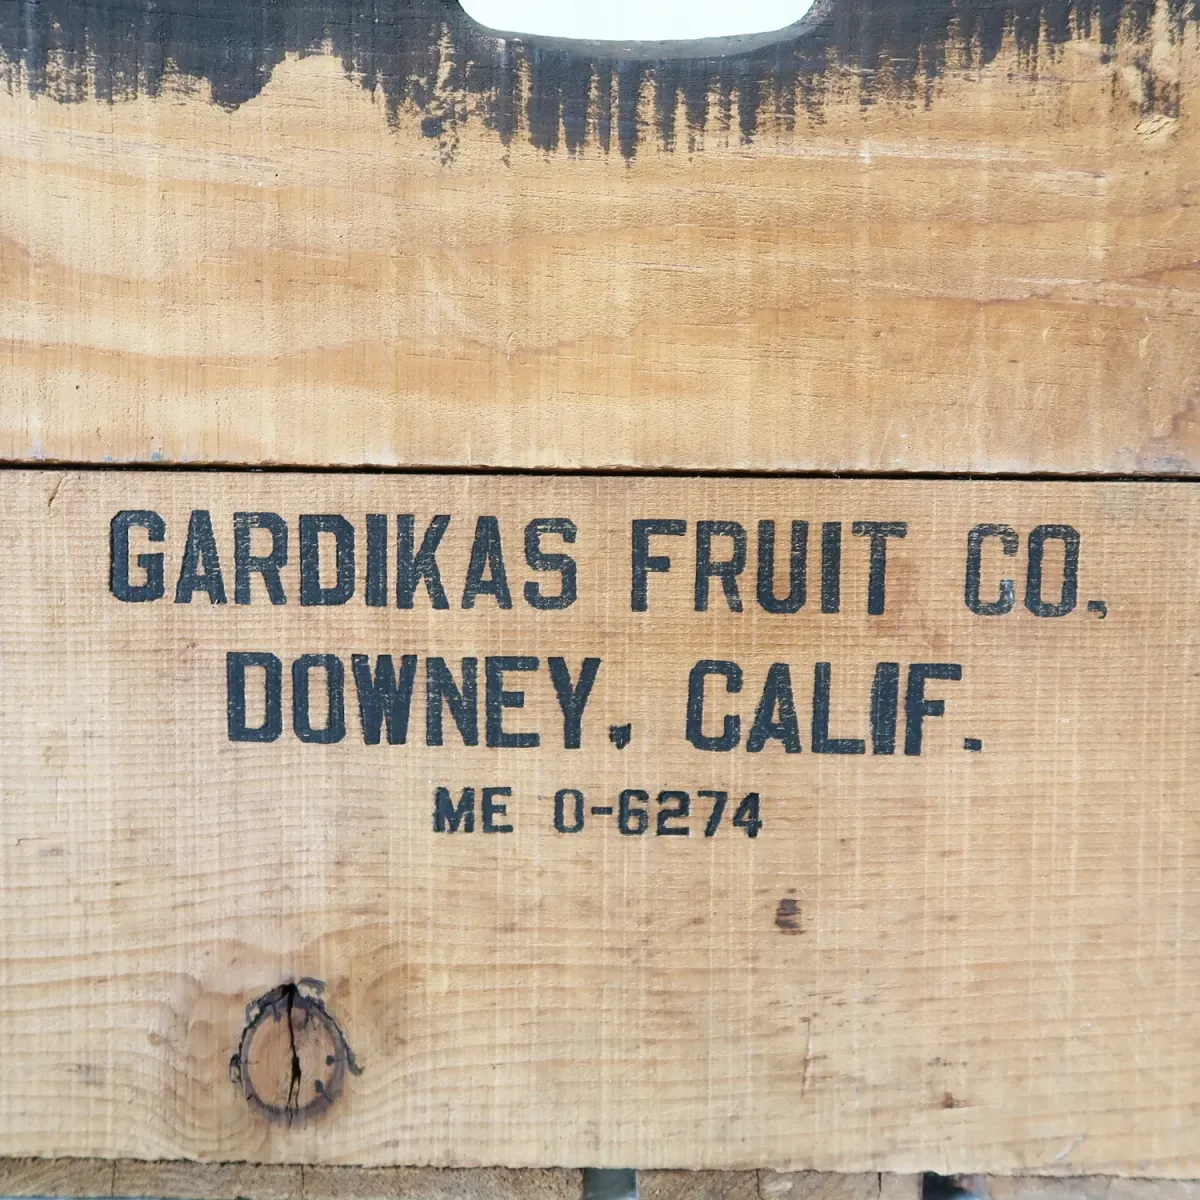 GARDIKAS FRUIT CO.
DOWNEY, CALIF.
ME 0-6274